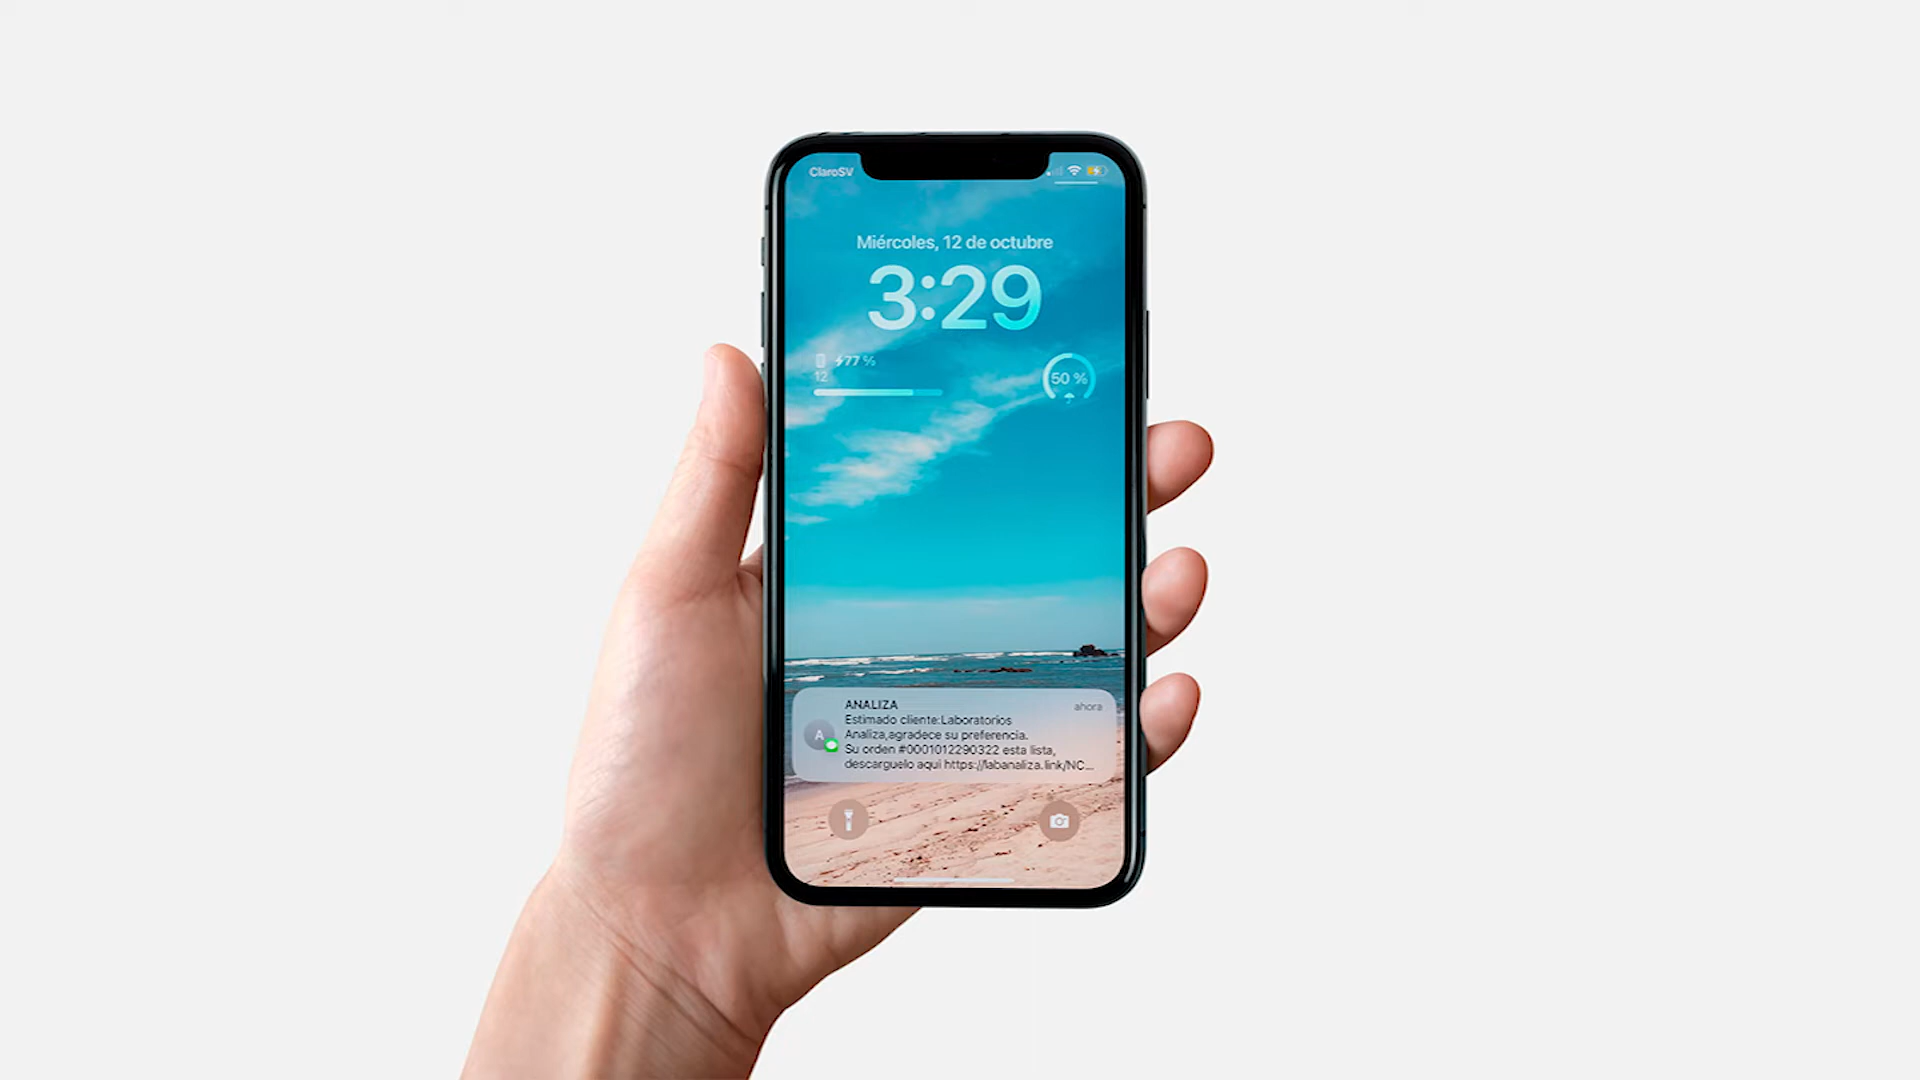 ClaroSV
Miércoles, 12 de octubre
3:29
77 %
12
50 %
ANALIZA
ahora
Estimado cliente:Laboratorios
Analiza,agradece su preferencia.
Su orden #0001012290322 esta lista,
descarguelo aqui https://labanaliza.link/NC...
A